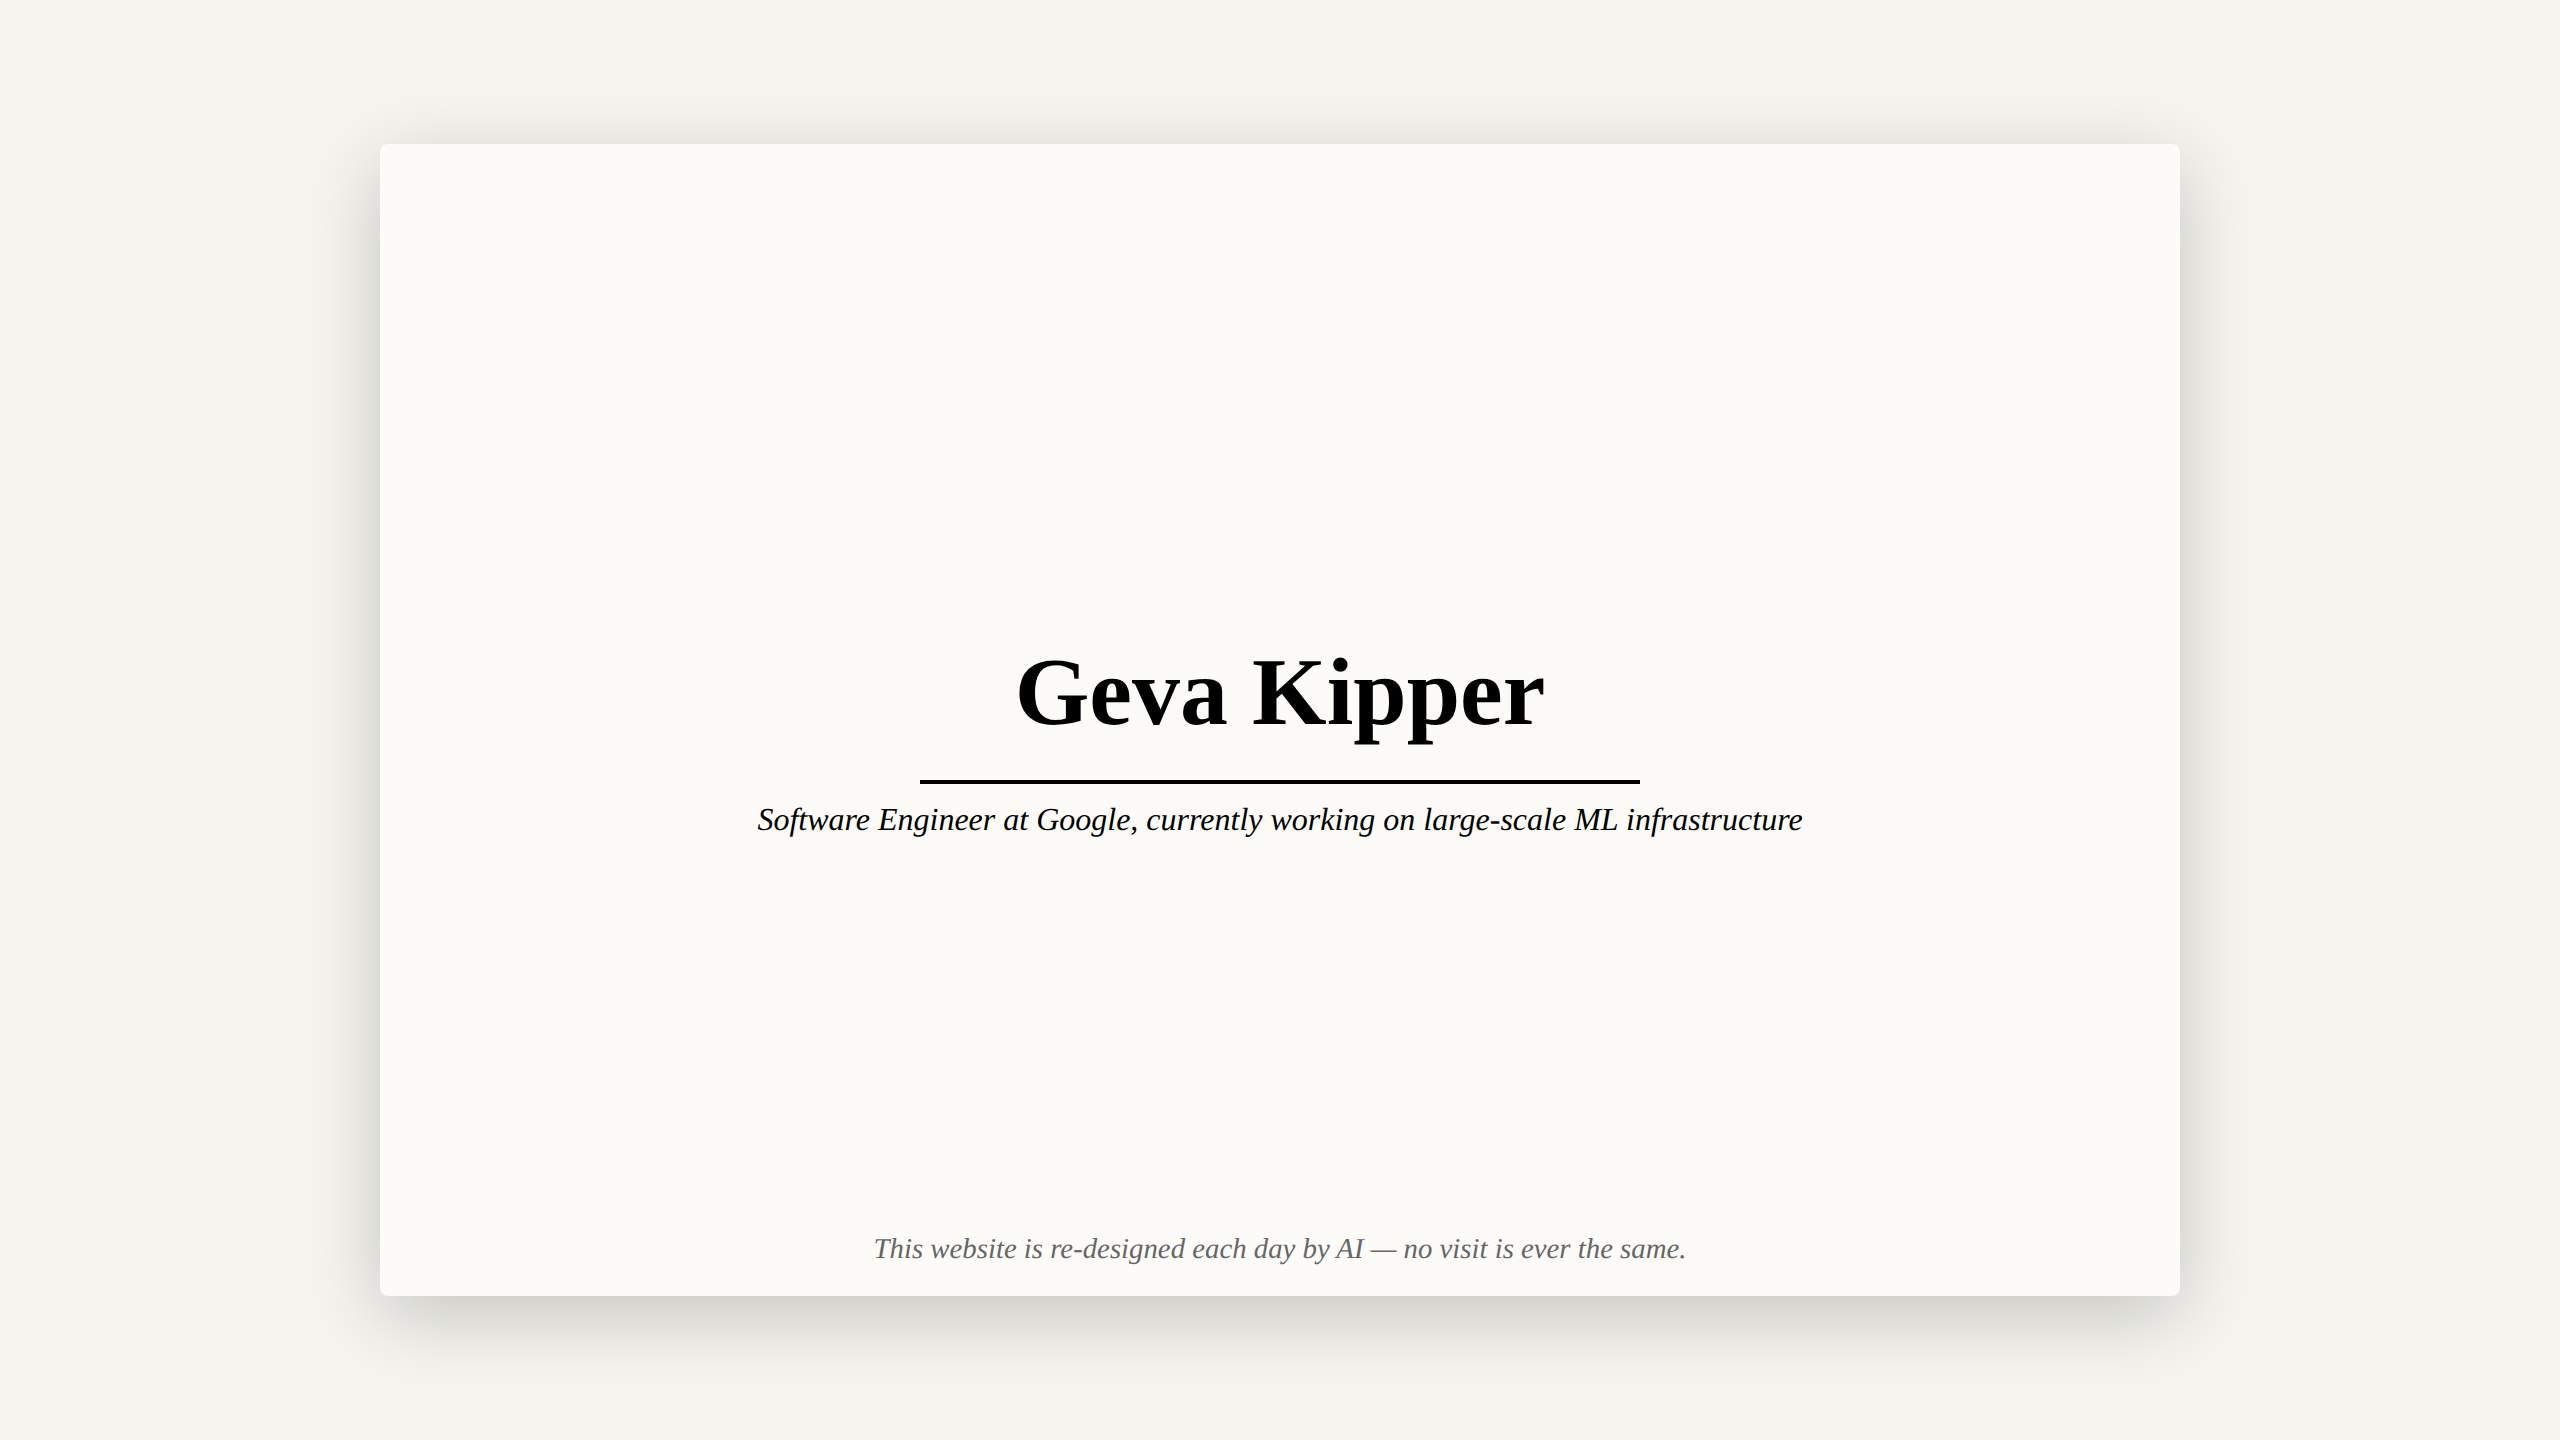 Geva Kipper
Software Engineer at Google, currently working on large-scale ML infrastructure
This website is re-designed each day by AI — no visit is ever the same.